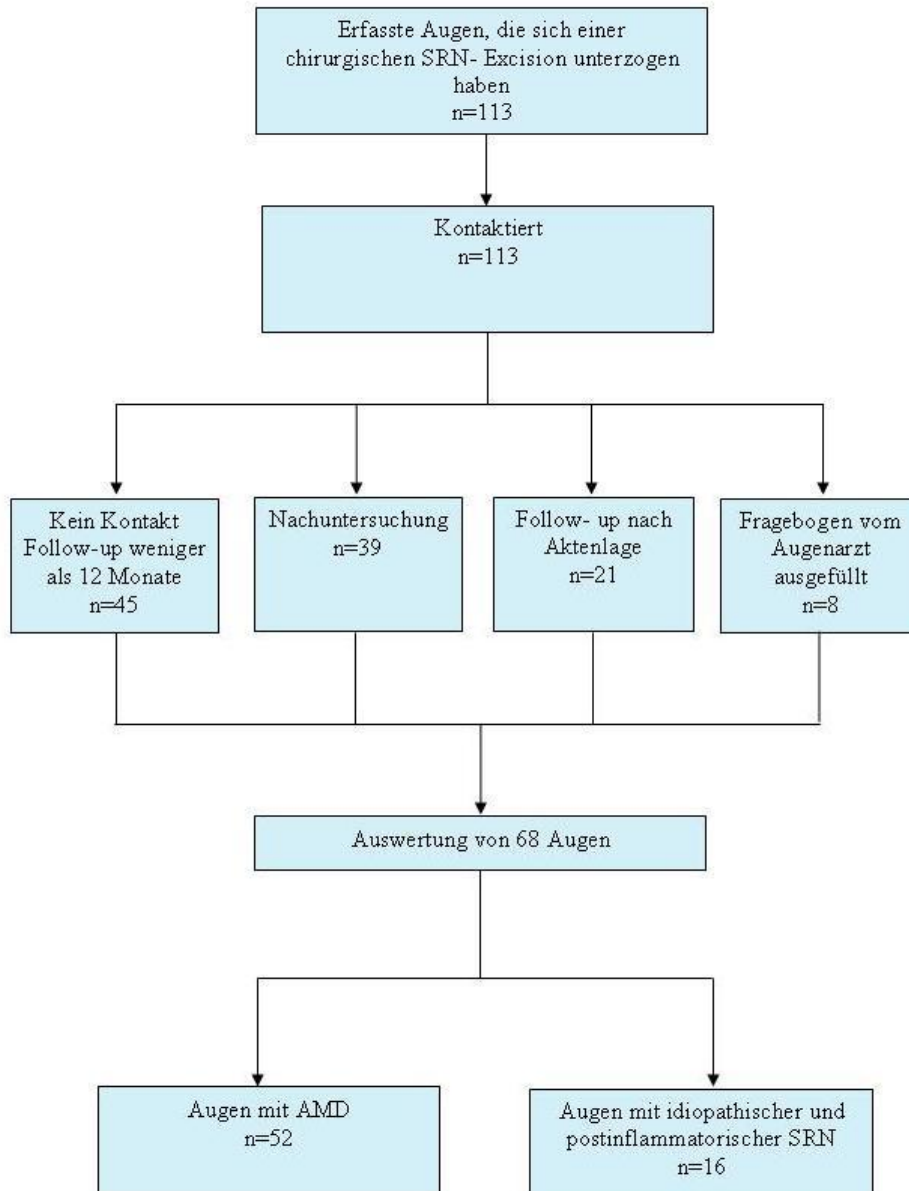 Erfasste Augen, die sich einer
chirurgischen SRN- Excision unterzogen
haben
n=113
Kontaktiert
n=113
Kein Kontakt
Follow-up weniger
als 12 Monate
n=45
Nachuntersuchung
n=39
Follow- up nach
Aktenlage
n=21
Fragebogen vom
Augenarzt
ausgefüllt
n=8
Auswertung von 68 Augen
Augen mit AMD
n=52
Augen mit idiopathischer und
postinflammatorischer SRN
n=16